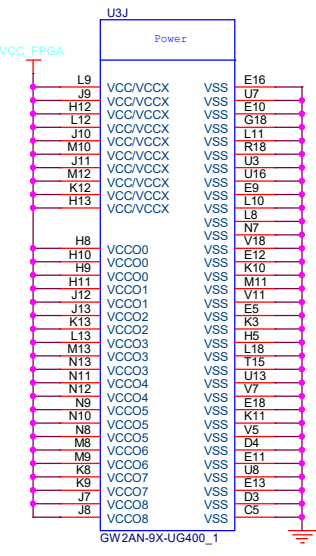 U3J
Power
VCC_FPGA
L9 VCC/VCCX VSS E16
J9 VCC/VCCX VSS U7
H12 VCC/VCCX VSS E10
L12 VCC/VCCX VSS G18
J10 VCC/VCCX VSS L11
M10 VCC/VCCX VSS R18
J11 VCC/VCCX VSS U3
M12 VCC/VCCX VSS U16
K12 VCC/VCCX VSS E9
H13 VCC/VCCX VSS L10
VSS L8
VSS N7
H8 VCCO0 VSS V18
H10 VCCO0 VSS E12
H9 VCCO0 VSS K10
H11 VCCO1 VSS M11
J12 VCCO1 VSS V11
J13 VCCO2 VSS E5
K13 VCCO2 VSS K3
L13 VCCO3 VSS H5
M13 VCCO3 VSS L18
N13 VCCO3 VSS T15
N11 VCCO4 VSS U13
N12 VCCO4 VSS V7
N9 VCCO5 VSS E18
N10 VCCO5 VSS K11
N8 VCCO5 VSS V5
M8 VCCO6 VSS D4
M9 VCCO6 VSS E11
K8 VCCO7 VSS U8
K9 VCCO7 VSS E13
J7 VCCO8 VSS D3
J8 VCCO8 VSS C5
GW2AN-9X-UG400_1